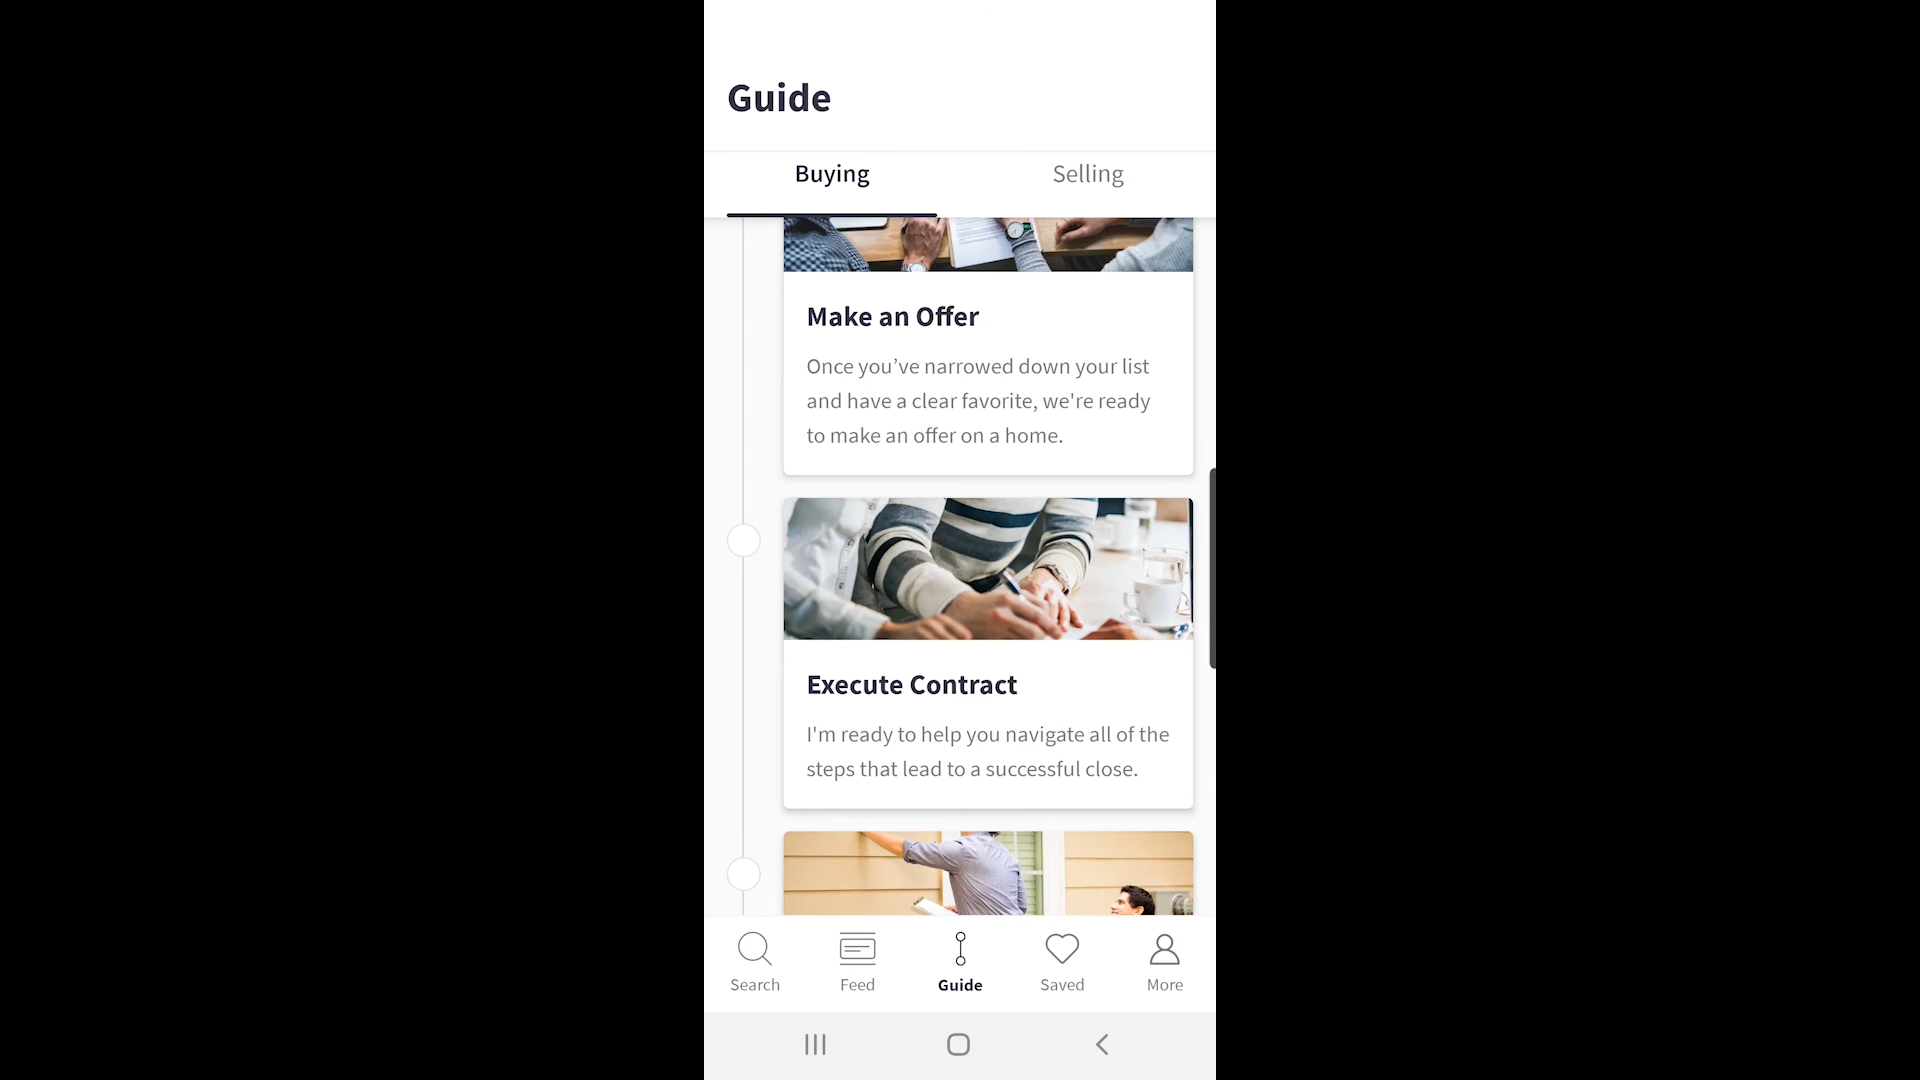 Guide
Buying
Selling
Make an Offer
Once you’ve narrowed down your list
and have a clear favorite, we're ready
to make an offer on a home.
Execute Contract
I'm ready to help you navigate all of the
steps that lead to a successful close.
Search
Feed
Guide
Saved
More